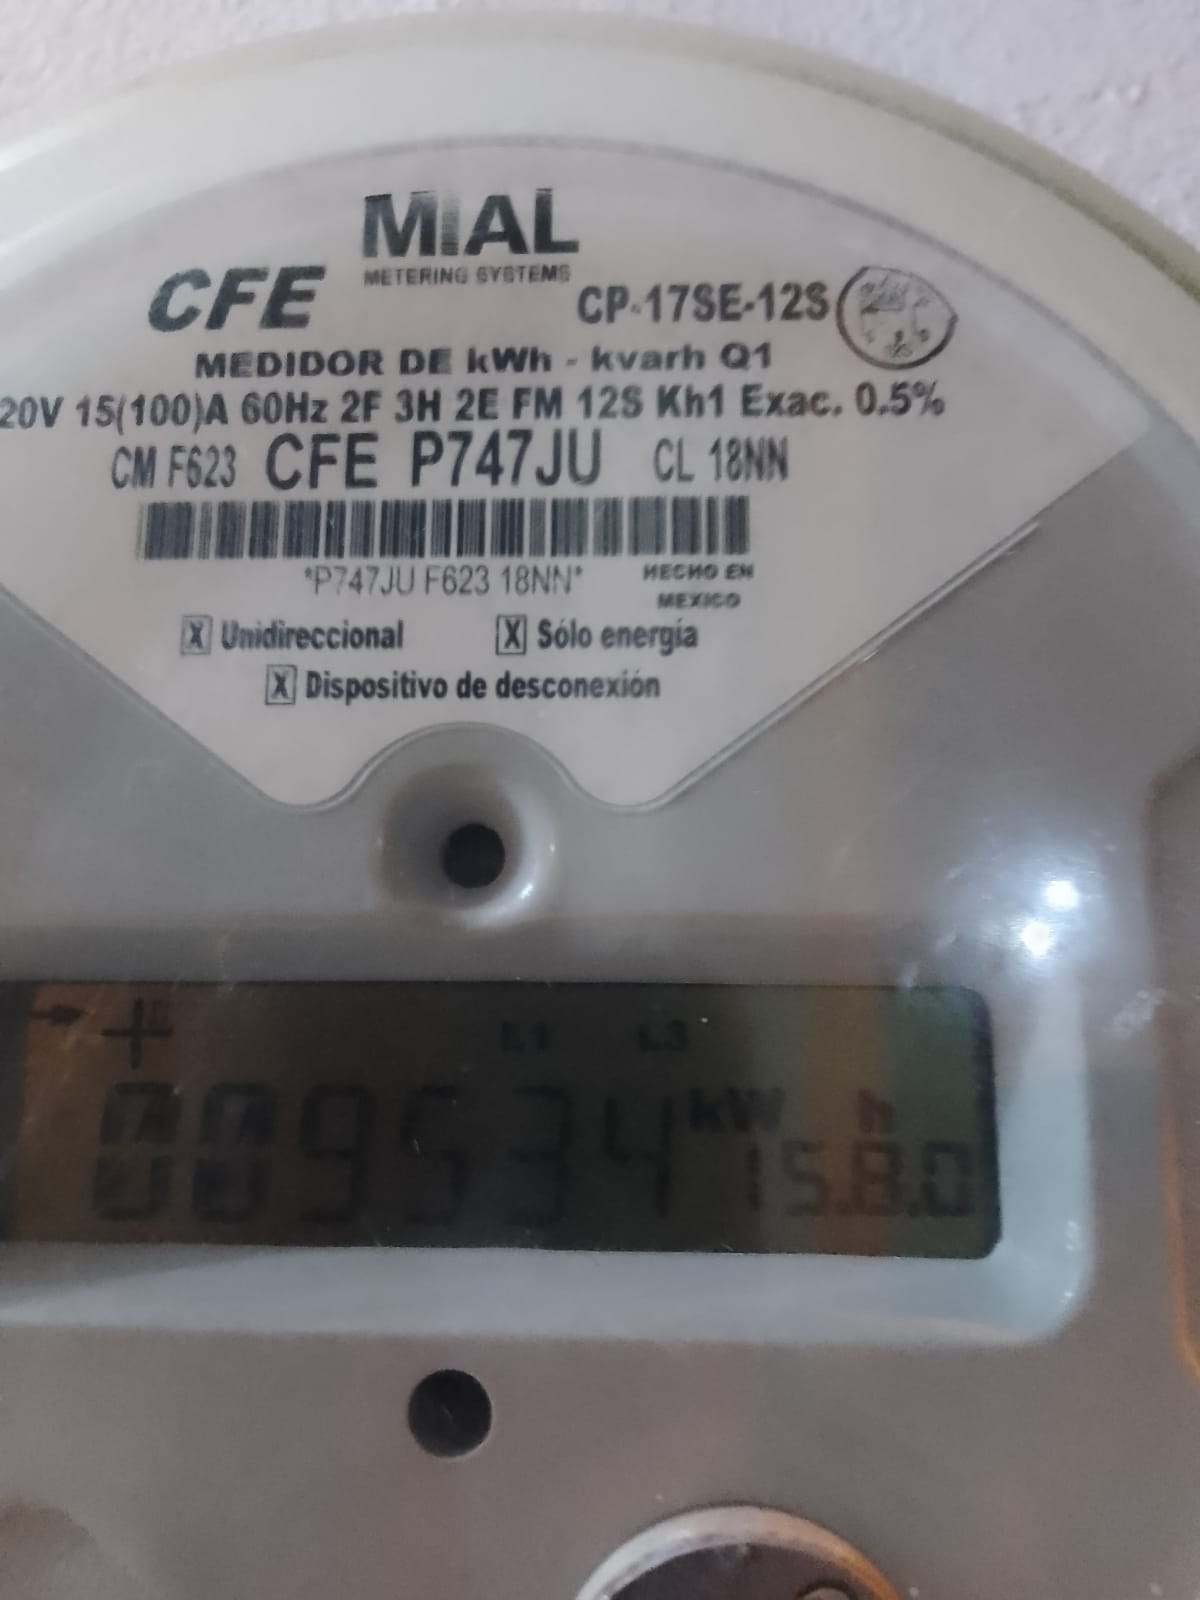 MIAL
METERING SYSTEMS
CFE
CP-17SE-12S
MEDIDOR DE kWh - kvarh Q1
20V 15(100)A 60Hz 2F 3H 2E FM 12S Kh1 Exac. 0.5%
CM F623 CFE P747JU CL 18NN
*P747JU F623 18NN*
HECHO EN
MEXICO
X Unidireccional X Sólo energía
X Dispositivo de desconexión
L1 L3
009534 kW h
15.8.0